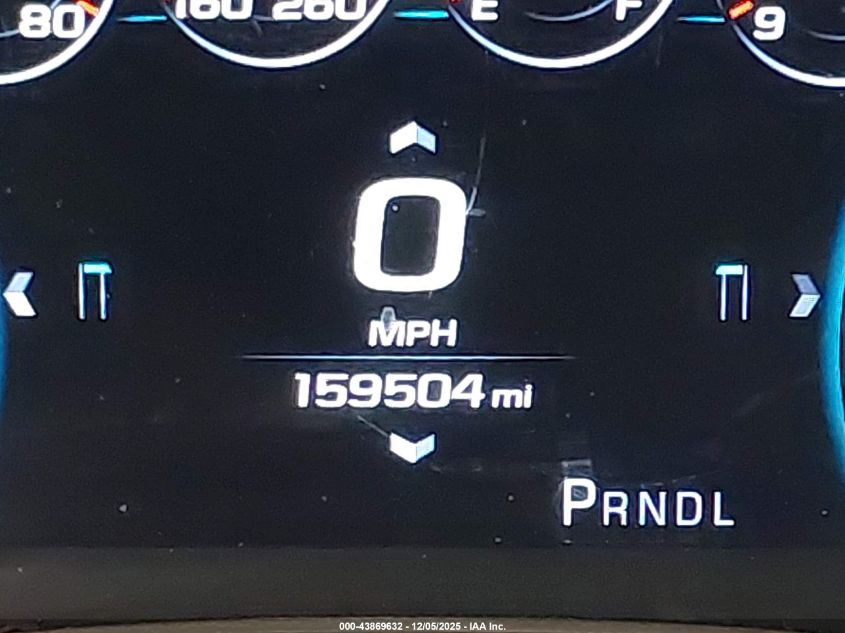 80 160 260 E F 9
0
MPH
159504 mi
PRNDL
000-43869632 - 12/05/2025 - IAA Inc.